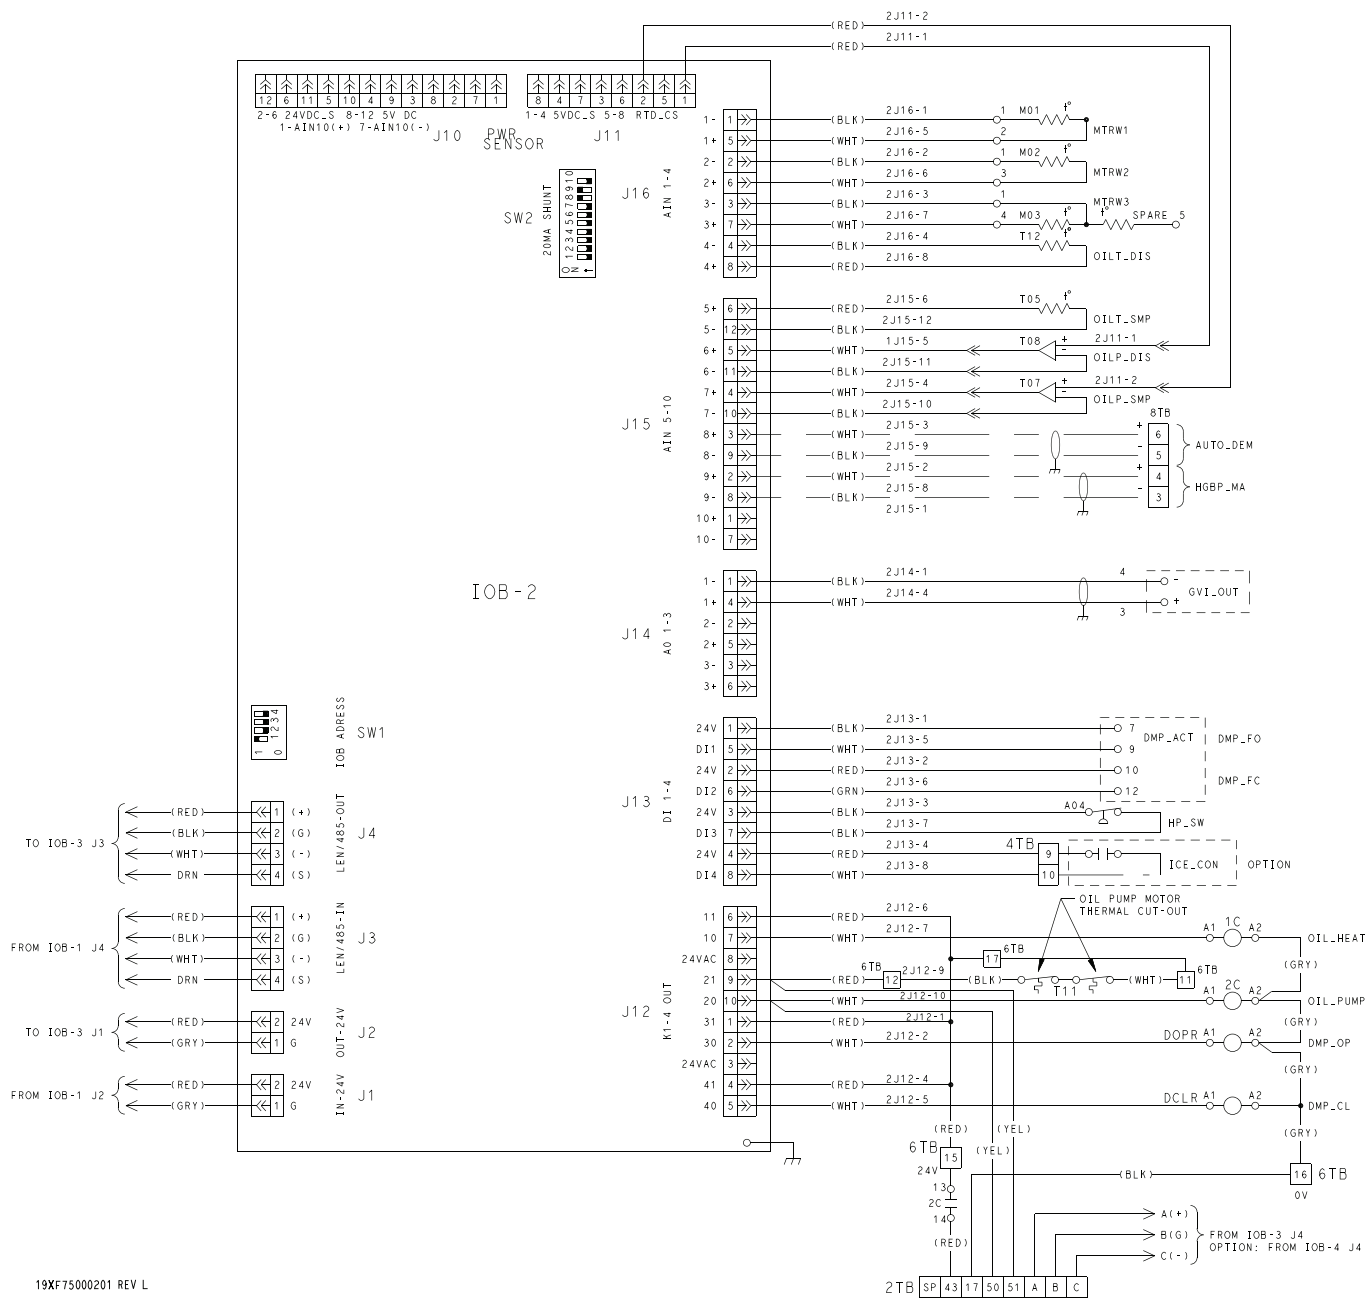 2J11-2
(RED)
2J11-1
(RED)
12 6 11 5 10 4 9 3 8 2 7 1
8 4 7 3 6 2 5 1
2-6 24VDC_S 8-12 5V DC
1-AIN10(+) 7-AIN10(-)
J10 PWR SENSOR
1-4 5VDC_S 5-8 RTD_CS
J11
SW2
20MA SHUNT
1 2 3 4 5 6 7 8 9 10
ON
J16
AIN 1-4
1- 1 (BLK) 2J16-1 1 M01 t°
1+ 5 (WHT) 2J16-5 2 MTRW1
2- 2 (BLK) 2J16-2 1 M02 t°
2+ 6 (WHT) 2J16-6 3 MTRW2
3- 3 (BLK) 2J16-3 1 MTRW3
3+ 7 (WHT) 2J16-7 4 M03 t° t° SPARE 5
4- 4 (BLK) 2J16-4 T12 t°
4+ 8 (RED) 2J16-8 OILT_DIS
J15
AIN 5-10
5+ 6 (RED) 2J15-6 T05 t°
5- 12 (BLK) 2J15-12 OILT_SMP
6+ 5 (WHT) 1J15-5 T08 + - 2J11-1
6- 11 (BLK) 2J15-11 OILP_DIS
7+ 4 (WHT) 2J15-4 T07 + - 2J11-2
7- 10 (BLK) 2J15-10 OILP_SMP
8TB
8+ 3 (WHT) 2J15-3 + 6
8- 9 (BLK) 2J15-9 - 5 AUTO_DEM
9+ 2 (WHT) 2J15-2 + 4
9- 8 (BLK) 2J15-8 - 3 HGBP_MA
10+ 1 2J15-1
10- 7
IOB-2
J14
AO 1-3
1- 1 (BLK) 2J14-1 4 -
1+ 4 (WHT) 2J14-4 3 + GVI_OUT
2- 2
2+ 5
3- 3
3+ 6
SW1
IOB ADRESS
1 2 3 4
1 0
J13
DI 1-4
24V 1 (BLK) 2J13-1 7 DMP_ACT DMP_FO
DI1 5 (WHT) 2J13-5 9
24V 2 (RED) 2J13-2 10 DMP_FC
DI2 6 (GRN) 2J13-6 12
24V 3 (BLK) 2J13-3 A04
DI3 7 (BLK) 2J13-7 HP_SW
24V 4 (RED) 2J13-4 4TB 9
DI4 8 (WHT) 2J13-8 10 ICE_CON OPTION
TO IOB-3 J3
(RED) 1 (+)
(BLK) 2 (G)
(WHT) 3 (-)
DRN 4 (S)
LEN/485-OUT
J4
FROM IOB-1 J4
(RED) 1 (+)
(BLK) 2 (G)
(WHT) 3 (-)
DRN 4 (S)
LEN/485-IN
J3
TO IOB-3 J1
(RED) 2 24V
(GRY) 1 G
OUT-24V
J2
FROM IOB-1 J2
(RED) 2 24V
(GRY) 1 G
IN-24V
J1
J12
K1-4 OUT
OIL PUMP MOTOR
THERMAL CUT-OUT
11 6 (RED) 2J12-6
10 7 (WHT) 2J12-7 A1 1C A2 OIL_HEAT
24VAC 8 17 6TB (GRY)
21 9 (RED) 6TB 12 2J12-9 (BLK) T11 (WHT) 11 6TB
20 10 (WHT) 2J12-10 A1 2C A2 OIL_PUMP
31 1 (RED) 2J12-1 (GRY)
30 2 (WHT) 2J12-2 DOPR A1 A2 DMP_OP
24VAC 3 (GRY)
41 4 (RED) 2J12-4
40 5 (WHT) 2J12-5 DCLR A1 A2 DMP_CL
(RED) (YEL) (YEL) (GRY)
6TB 15
24V
(BLK)
16 6TB
0V
13
2C
14
(RED)
A(+)
B(G)
C(-)
FROM IOB-3 J4
OPTION: FROM IOB-4 J4
2TB SP 43 17 50 51 A B C
19XF75000201 REV L